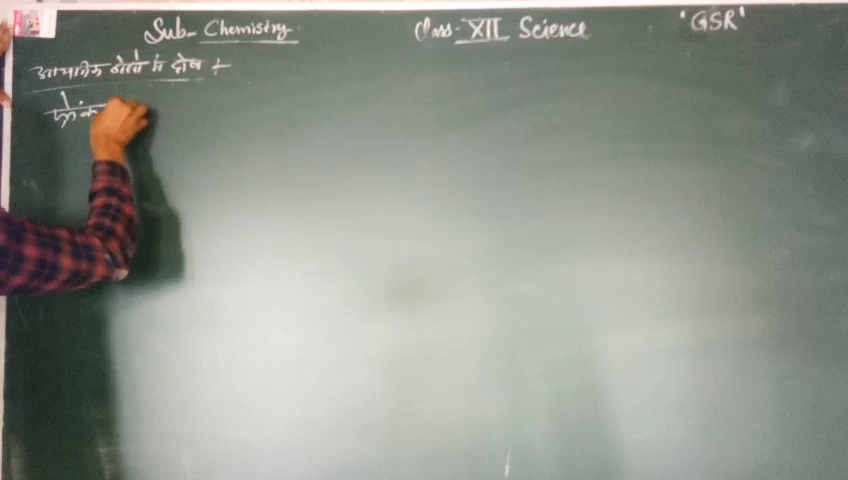 Sub- Chemistry Class- XII Science 'GSR'
आयनिक ठोसों में दोष ÷
फ्रेंक